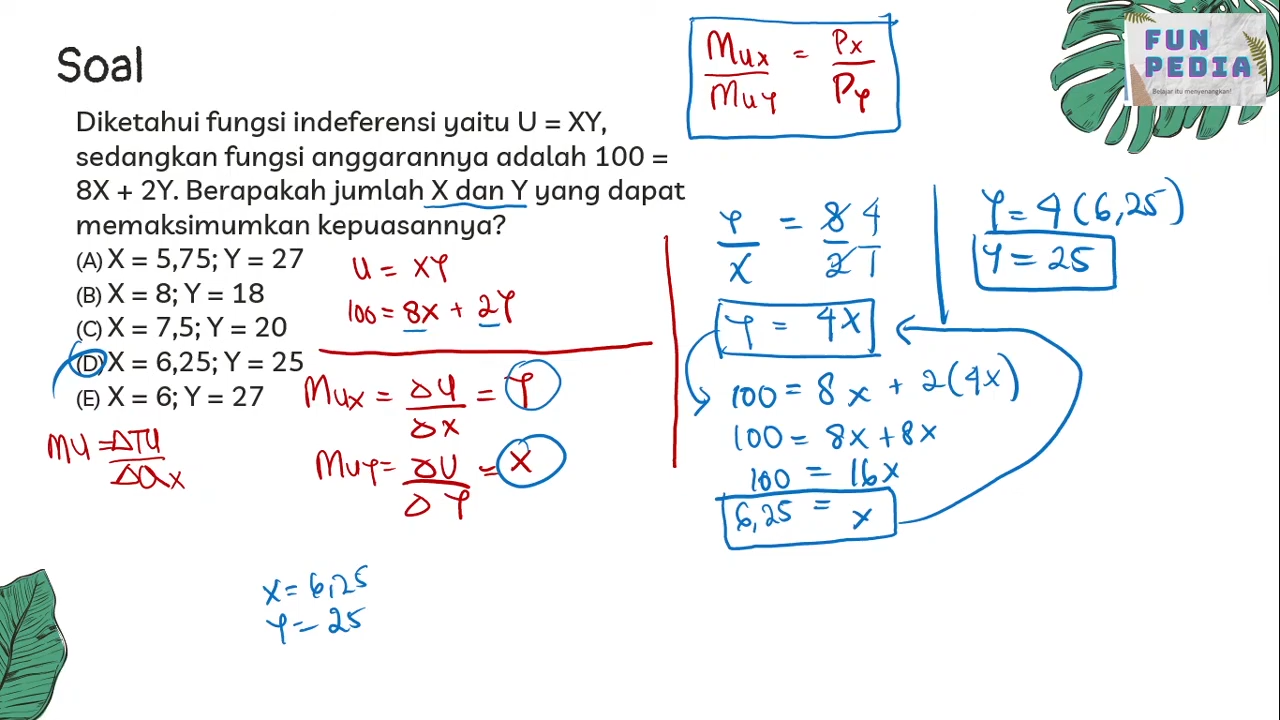 Soal
Diketahui fungsi indeferensi yaitu U = XY,
sedangkan fungsi anggarannya adalah 100 =
8X + 2Y. Berapakah jumlah X dan Y yang dapat
memaksimumkan kepuasannya?
(A) X = 5,75; Y = 27
(B) X = 8; Y = 18
(C) X = 7,5; Y = 20
(D) X = 6,25; Y = 25
(E) X = 6; Y = 27
MU = ΔTU
ΔQx
U = XY
100 = 8X + 2Y
MUx = ΔU = Y
ΔX
MUY = ΔU = X
ΔY
X = 6,25
Y = 25
MUx = Px
MUY PY
Y = 8 4
X 2 1
Y = 4X
100 = 8x + 2(4x)
100 = 8x + 8x
100 = 16x
6,25 = x
Y = 4(6,25)
Y = 25
FUN
PEDIA
Belajar itu menyenangkan!